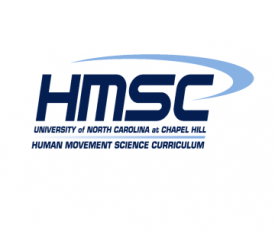 HMSC
UNIVERSITY of NORTH CAROLINA at CHAPEL HILL
HUMAN MOVEMENT SCIENCE CURRICULUM